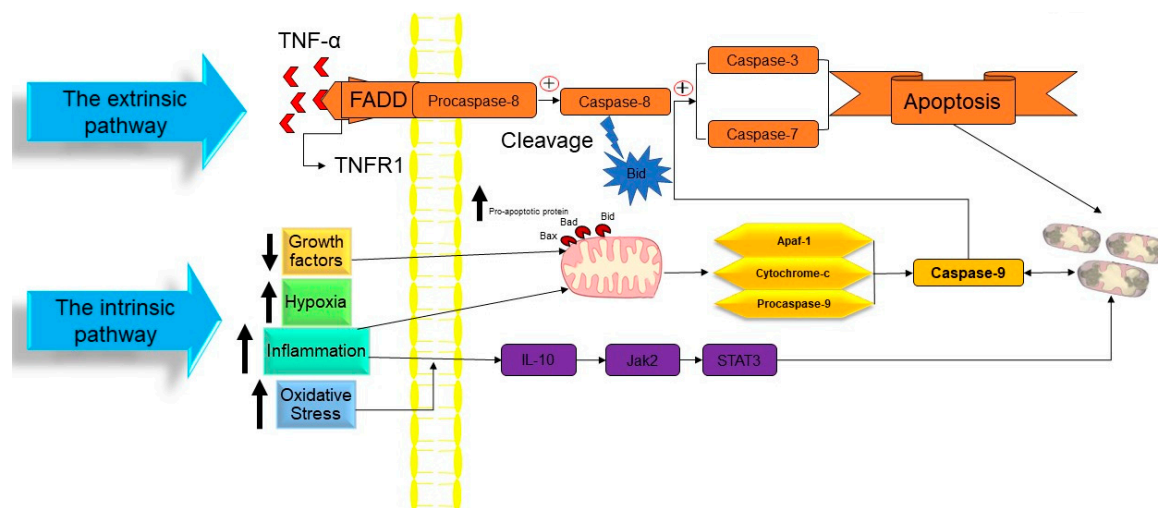 TNF-α
The extrinsic
pathway
FADD
Procaspase-8
+
Caspase-8
+
Caspase-3
Caspase-7
Apoptosis
TNFR1
Cleavage
Bid
Pro-apoptotic protein
Bax
Bad
Bid
The intrinsic
pathway
Growth
factors
Hypoxia
Inflammation
Oxidative
Stress
Apaf-1
Cytochrome-c
Procaspase-9
Caspase-9
IL-10
Jak2
STAT3